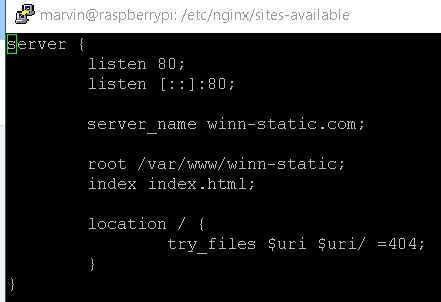 marvin@raspberrypi: /etc/nginx/sites-available
server {
        listen 80;
        listen [::]:80;

        server_name winn-static.com;

        root /var/www/winn-static;
        index index.html;

        location / {
                try_files $uri $uri/ =404;
        }
}